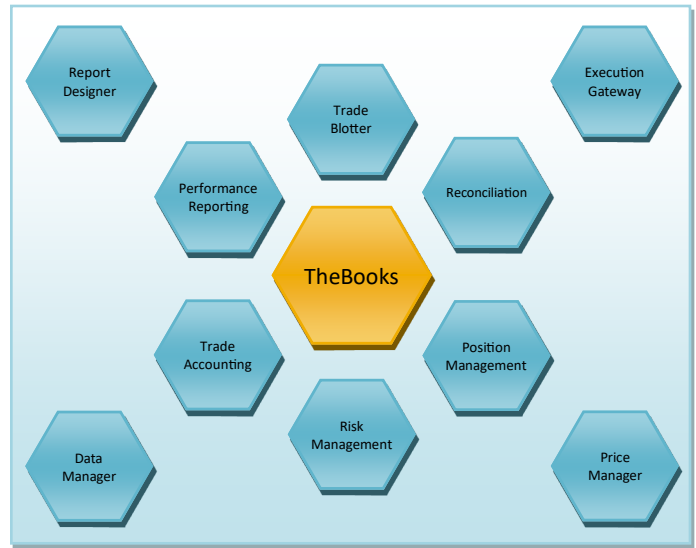 Report
Designer
Execution
Gateway
Trade
Blotter
Performance
Reporting
Reconciliation
TheBooks
Trade
Accounting
Position
Management
Risk
Management
Data
Manager
Price
Manager